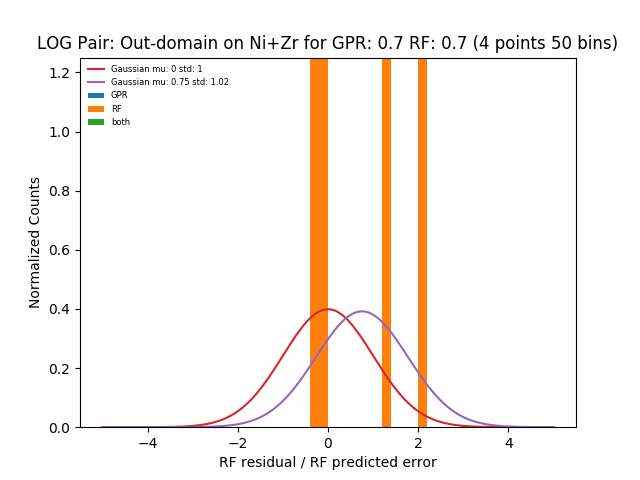 LOG Pair: Out-domain on Ni+Zr for GPR: 0.7 RF: 0.7 (4 points 50 bins)
Gaussian mu: 0 std: 1
Gaussian mu: 0.75 std: 1.02
GPR
RF
both
Normalized Counts
1.2
1.0
0.8
0.6
0.4
0.2
0.0
−4 −2 0 2 4
RF residual / RF predicted error